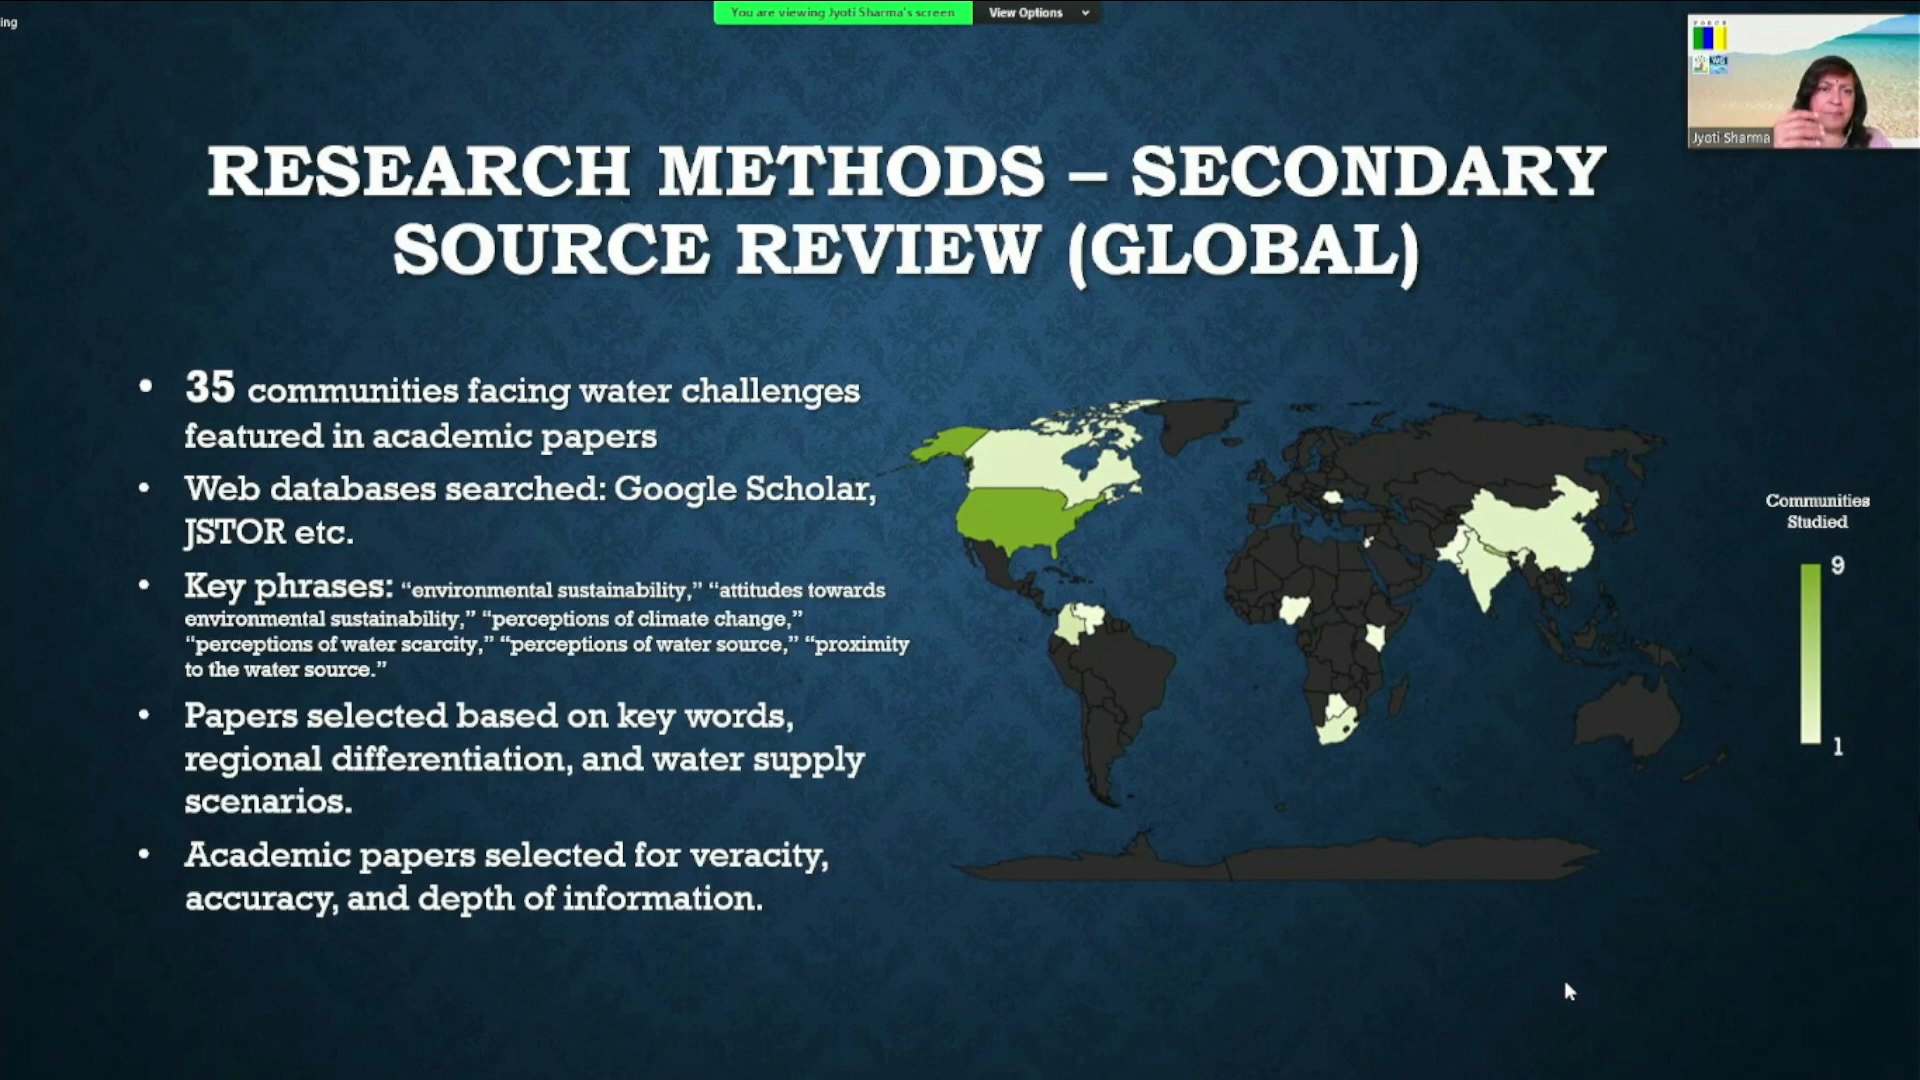 ing
You are viewing Jyoti Sharma's screen
View Options
FORCE
Jyoti Sharma
RESEARCH METHODS – SECONDARY
SOURCE REVIEW (GLOBAL)
• 35 communities facing water challenges
featured in academic papers
• Web databases searched: Google Scholar,
JSTOR etc.
• Key phrases: “environmental sustainability,” “attitudes towards
environmental sustainability,” “perceptions of climate change,”
“perceptions of water scarcity,” “perceptions of water source,” “proximity
to the water source.”
• Papers selected based on key words,
regional differentiation, and water supply
scenarios.
• Academic papers selected for veracity,
accuracy, and depth of information.
Communities
Studied
9
1